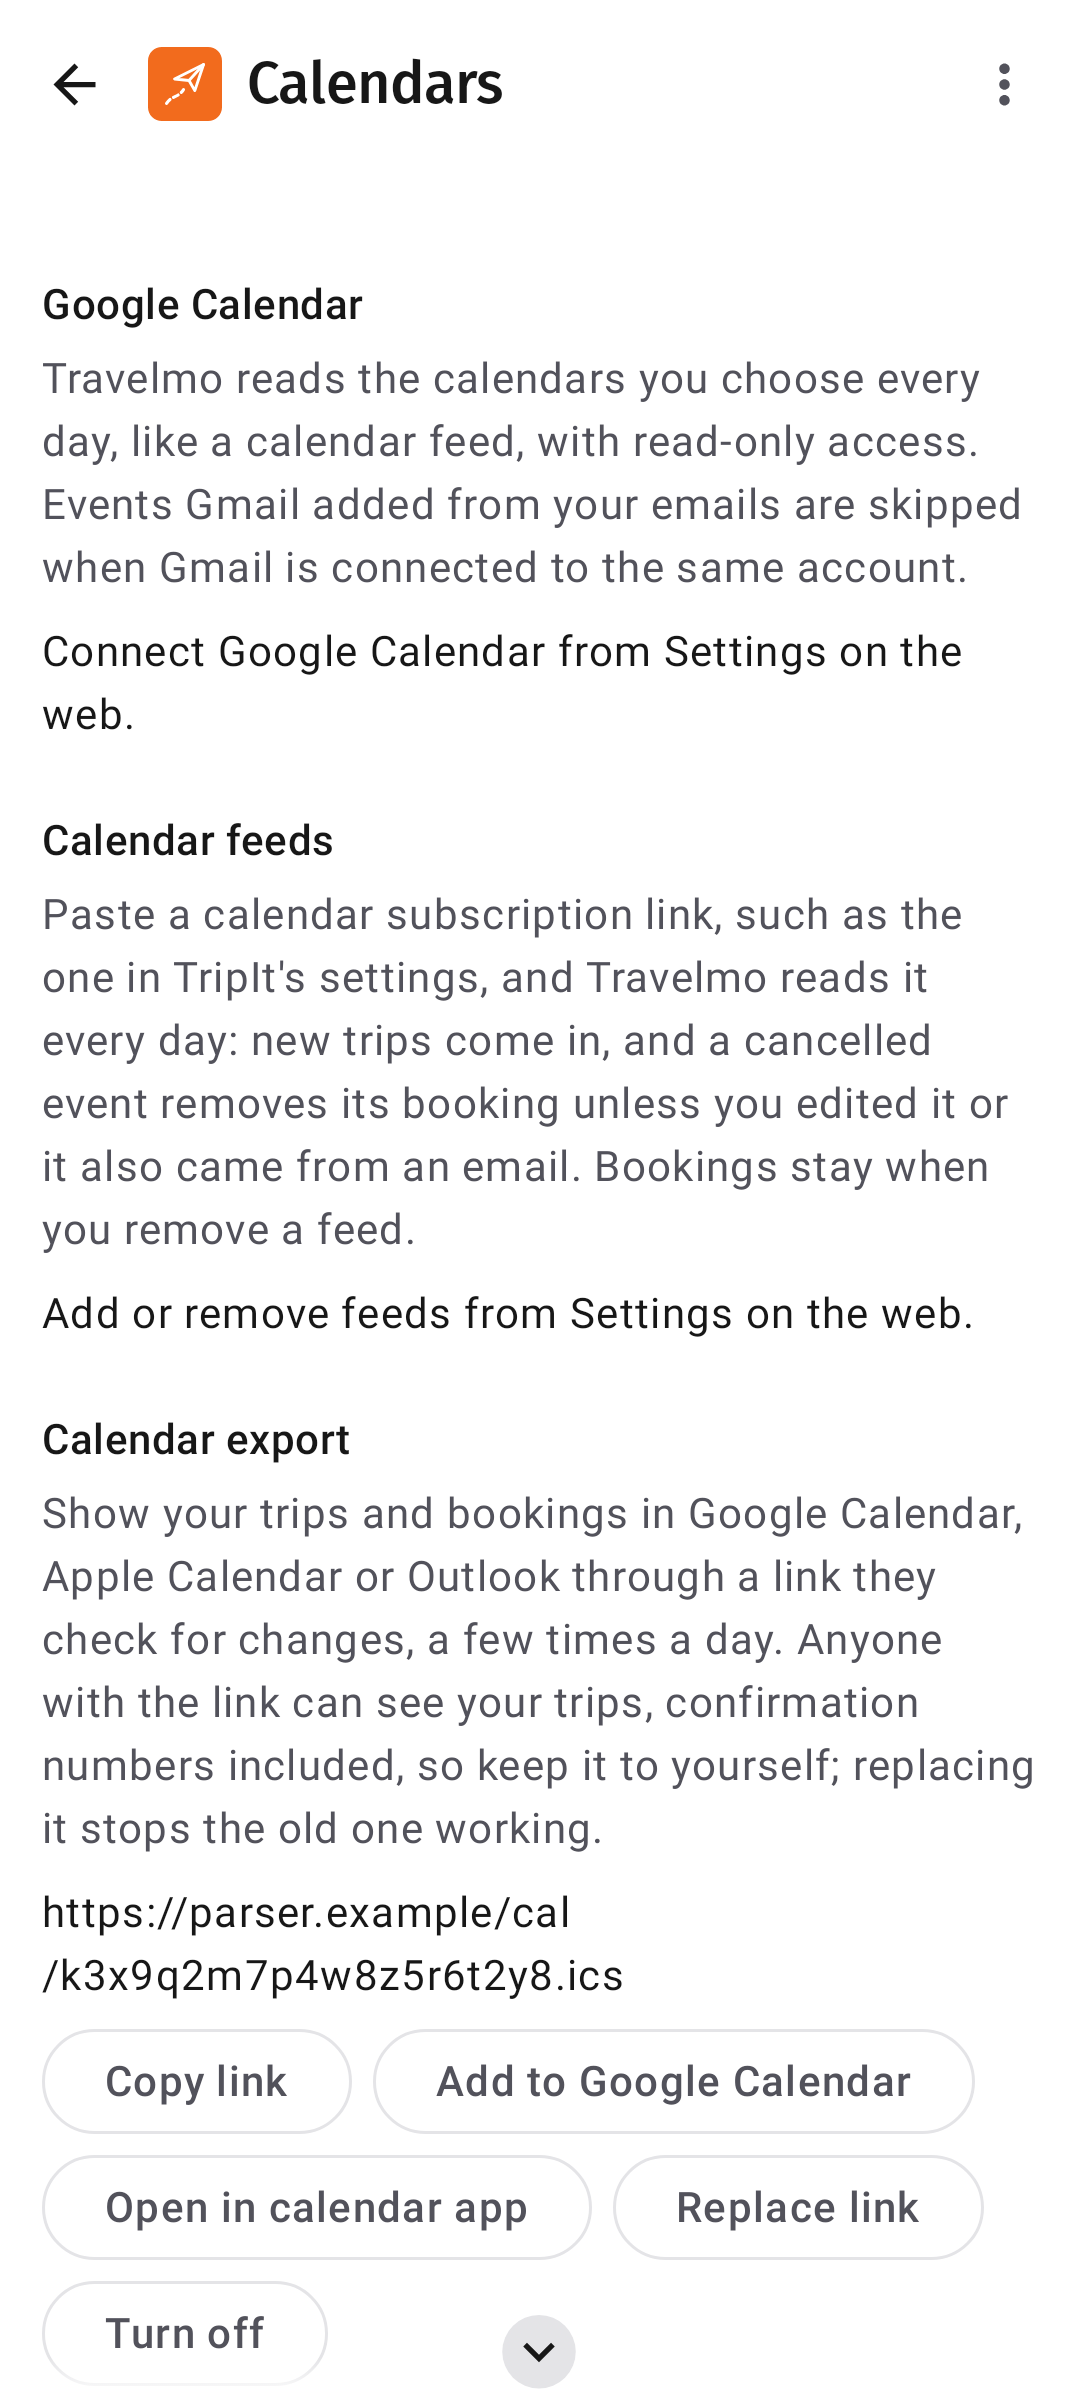 Calendars
Google Calendar
Travelmo reads the calendars you choose every
day, like a calendar feed, with read-only access.
Events Gmail added from your emails are skipped
when Gmail is connected to the same account.
Connect Google Calendar from Settings on the
web.
Calendar feeds
Paste a calendar subscription link, such as the
one in TripIt's settings, and Travelmo reads it
every day: new trips come in, and a cancelled
event removes its booking unless you edited it or
it also came from an email. Bookings stay when
you remove a feed.
Add or remove feeds from Settings on the web.
Calendar export
Show your trips and bookings in Google Calendar,
Apple Calendar or Outlook through a link they
check for changes, a few times a day. Anyone
with the link can see your trips, confirmation
numbers included, so keep it to yourself; replacing
it stops the old one working.
https://parser.example/cal
/k3x9q2m7p4w8z5r6t2y8.ics
Copy link Add to Google Calendar
Open in calendar app Replace link
Turn off